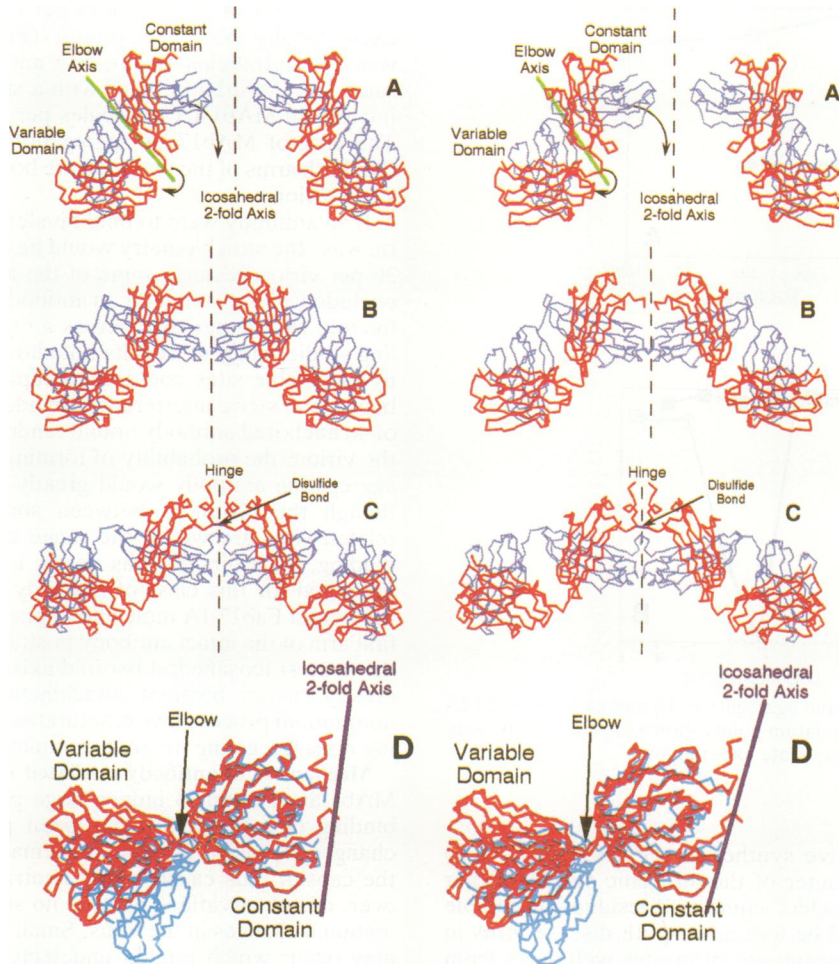 Constant
Domain
Elbow
Axis
A
Variable
Domain
Icosahedral
2-fold Axis
Constant
Domain
Elbow
Axis
A
Variable
Domain
Icosahedral
2-fold Axis
B
B
Hinge
Disulfide
Bond
C
Hinge
Disulfide
Bond
C
Icosahedral
2-fold Axis
Elbow
Variable
Domain
D
Constant
Domain
Icosahedral
2-fold Axis
Elbow
Variable
Domain
D
Constant
Domain